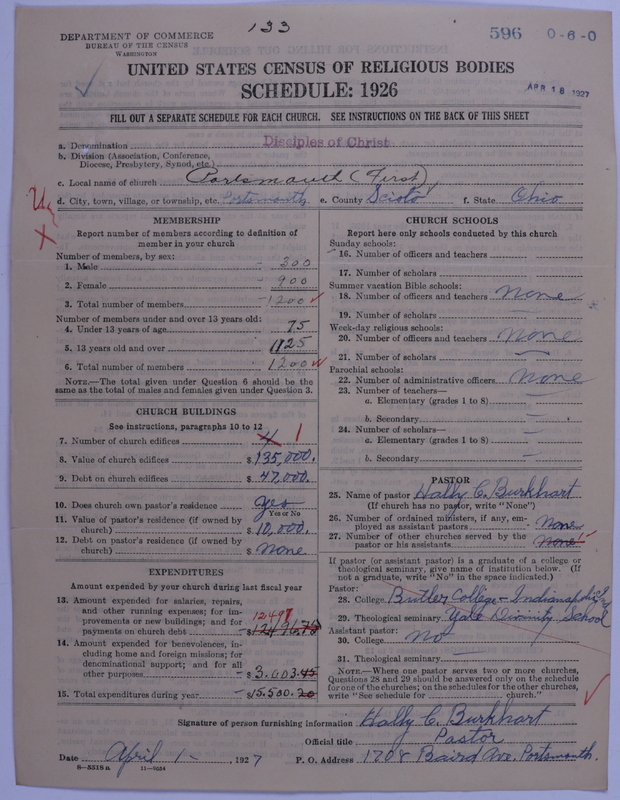 133
DEPARTMENT OF COMMERCE
BUREAU OF THE CENSUS
WASHINGTON
596 0-6-0
UNITED STATES CENSUS OF RELIGIOUS BODIES
SCHEDULE: 1926
APR 18 1927
FILL OUT A SEPARATE SCHEDULE FOR EACH CHURCH. SEE INSTRUCTIONS ON THE BACK OF THIS SHEET
a. Denomination Disciples of Christ
b. Division (Association, Conference,
Diocese, Presbytery, Synod, etc.)
c. Local name of church Portsmouth (First)
d. City, town, village, or township, etc. Portsmouth e. County Scioto f. State Ohio
MEMBERSHIP
Report number of members according to definition of
member in your church
Number of members, by sex:
1. Male 300
2. Female 900
3. Total number of members 1200
Number of members under and over 13 years old:
4. Under 13 years of age 75
5. 13 years old and over 1125
6. Total number of members 1200
NOTE.—The total given under Question 6 should be the
same as the total of males and females given under Question 3.
CHURCH BUILDINGS
See instructions, paragraphs 10 to 12
7. Number of church edifices 4 1
8. Value of church edifices $135,000.
9. Debt on church edifices $47,000.
10. Does church own pastor's residence yes
Yes or No
11. Value of pastor's residence (if owned by
church) $10,000.
12. Debt on pastor's residence (if owned by
church) $ none
EXPENDITURES
Amount expended by your church during last fiscal year
13. Amount expended for salaries, repairs,
and other running expenses; for im-
provements or new buildings; and for 12497
payments on church debt $12496.75
14. Amount expended for benevolences, in-
cluding home and foreign missions; for
denominational support; and for all
other purposes $3.003.45
15. Total expenditures during year $15.500.20
CHURCH SCHOOLS
Report here only schools conducted by this church
Sunday schools:
16. Number of officers and teachers
17. Number of scholars
Summer vacation Bible schools:
18. Number of officers and teachers none
19. Number of scholars
Week-day religious schools:
20. Number of officers and teachers none
21. Number of scholars
Parochial schools:
22. Number of administrative officers none
23. Number of teachers—
a. Elementary (grades 1 to 8)
b. Secondary
24. Number of scholars—
a. Elementary (grades 1 to 8)
b. Secondary
PASTOR
25. Name of pastor Hally C. Burkhart
(If church has no pastor, write "None")
26. Number of ordained ministers, if any, em-
ployed as assistant pastors None
27. Number of other churches served by the
pastor or his assistants None
If pastor (or assistant pastor) is a graduate of a college or
theological seminary, give name of institution below. (If
not a graduate, write "No" in the space indicated.)
Pastor:
28. College Butler College - Indianapolis Ind
29. Theological seminary Yale Divinity School
Assistant pastor:
30. College No
31. Theological seminary
NOTE.—Where one pastor serves two or more churches,
Questions 28 and 29 should be answered only on the schedule
for one of the churches; on the schedules for the other churches,
write "See schedule for church."
Signature of person furnishing information Hally C. Burkhart
Official title Pastor
Date April 1-, 1927 P. O. Address 1708 Baird Ave. Portsmouth.
8—5518a 11—9554